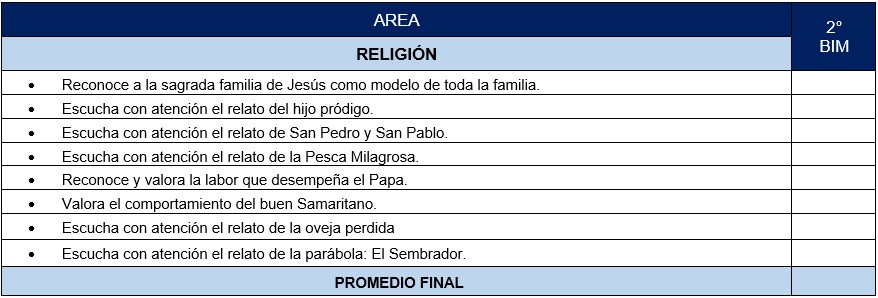 AREA
2°
BIM
RELIGIÓN
• Reconoce a la sagrada familia de Jesús como modelo de toda la familia.
• Escucha con atención el relato del hijo pródigo.
• Escucha con atención el relato de San Pedro y San Pablo.
• Escucha con atención el relato de la Pesca Milagrosa.
• Reconoce y valora la labor que desempeña el Papa.
• Valora el comportamiento del buen Samaritano.
• Escucha con atención el relato de la oveja perdida
• Escucha con atención el relato de la parábola: El Sembrador.
PROMEDIO FINAL